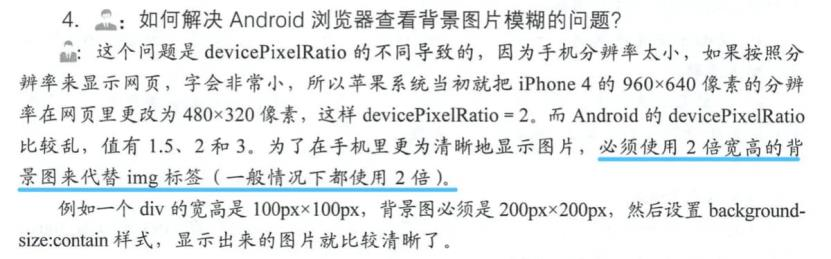 4. ：如何解决 Android 浏览器查看背景图片模糊的问题？
：这个问题是 devicePixelRatio 的不同导致的，因为手机分辨率太小，如果按照分
辨率来显示网页，字会非常小，所以苹果系统当初就把 iPhone 4 的 960×640 像素的分辨
率在网页里更改为 480×320 像素，这样 devicePixelRatio = 2。而 Android 的 devicePixelRatio
比较乱，值有 1.5、2 和 3。为了在手机里更为清晰地显示图片，必须使用 2 倍宽高的背
景图来代替 img 标签（一般情况下都使用 2 倍）。
例如一个 div 的宽高是 100px×100px，背景图必须是 200px×200px，然后设置 background-
size:contain 样式，显示出来的图片就比较清晰了。